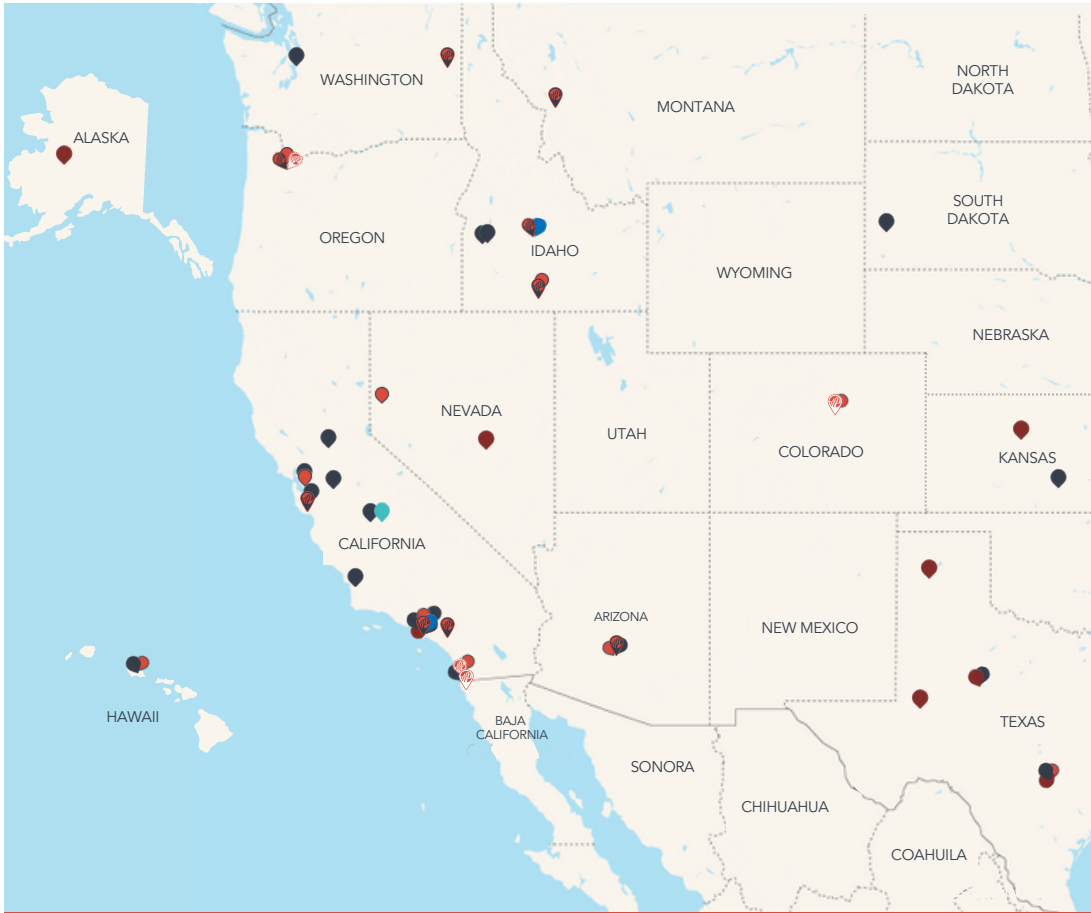 WASHINGTON
NORTH
DAKOTA
MONTANA
ALASKA
SOUTH
DAKOTA
OREGON
IDAHO
WYOMING
NEBRASKA
NEVADA
UTAH
COLORADO
KANSAS
CALIFORNIA
ARIZONA
NEW MEXICO
HAWAII
BAJA
CALIFORNIA
TEXAS
SONORA
CHIHUAHUA
COAHUILA